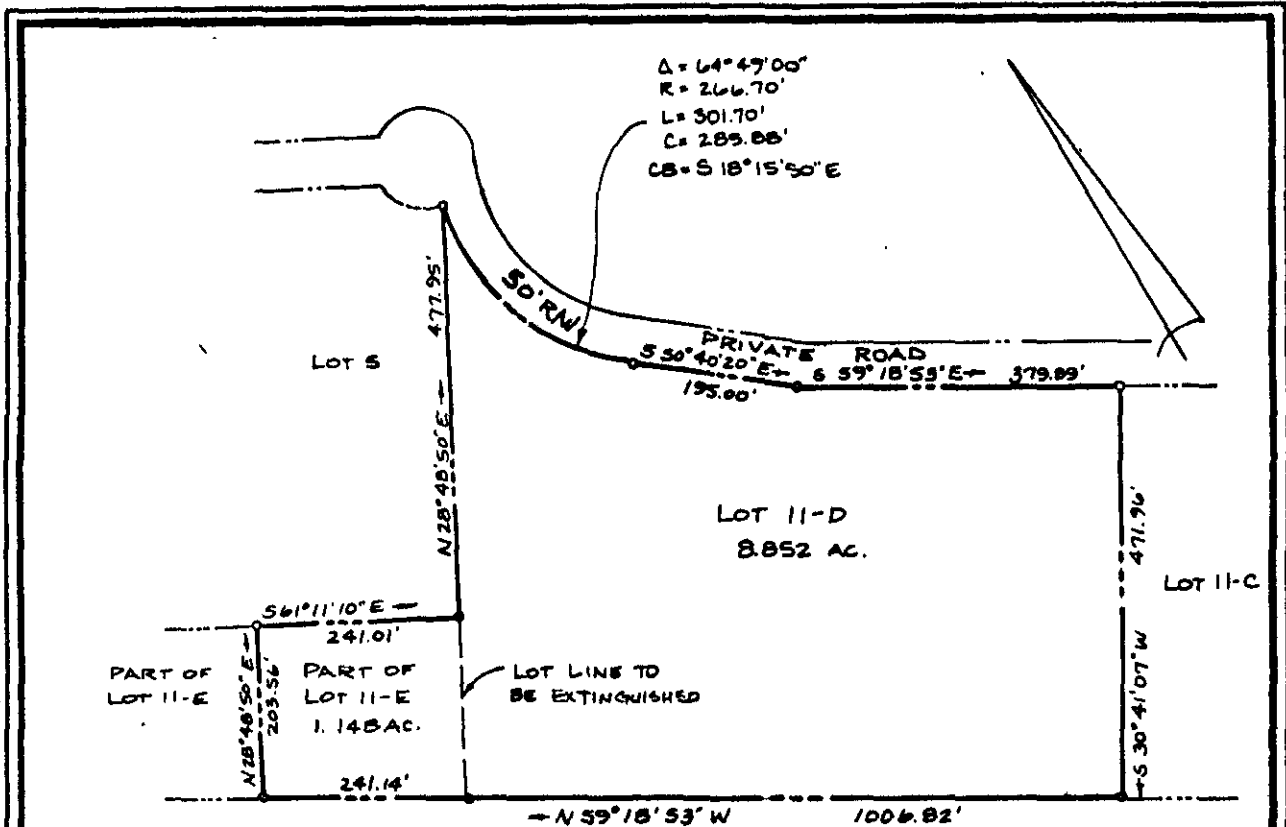 Δ = 64°49'00"
R = 266.70'
L = 301.70'
C = 285.88'
CB = S 18°15'50" E
50' R/W
PRIVATE ROAD
S 50°40'20" E
195.00'
S 59°18'53" E
379.89'
477.95'
N 28°48'50" E
LOT 5
LOT 11-D
8.852 AC.
471.96'
S 30°41'07" W
LOT 11-C
S 61°11'10" E
241.01'
PART OF
LOT 11-E
N 28°48'50" E
203.56'
PART OF
LOT 11-E
1.148 AC.
LOT LINE TO
BE EXTINGUISHED
241.14'
N 59°18'53" W
1006.82'